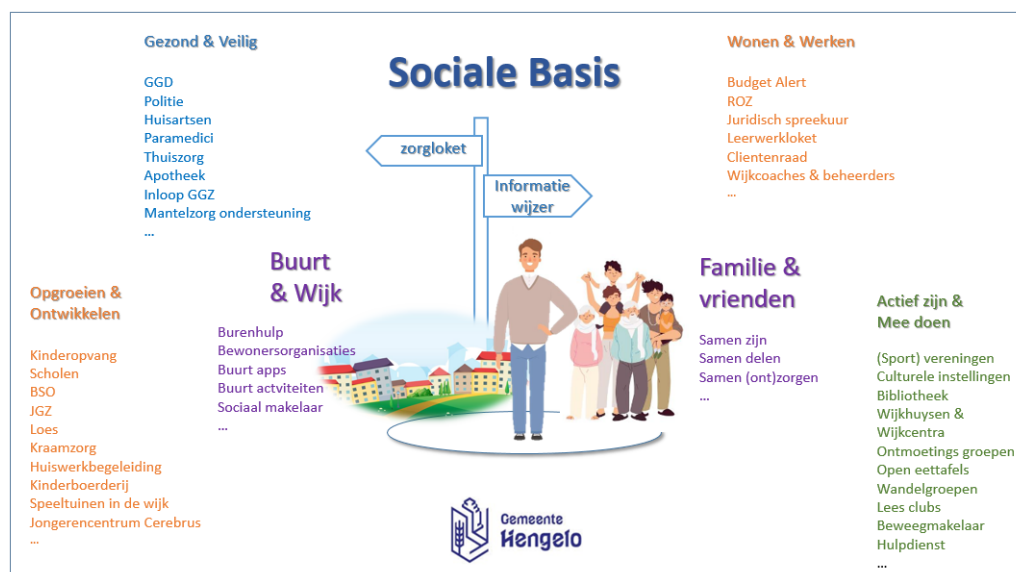 Sociale Basis
Gezond & Veilig
GGD
Politie
Huisartsen
Paramedici
Thuiszorg
Apotheek
Inloop GGZ
Mantelzorg ondersteuning
...
Wonen & Werken
Budget Alert
ROZ
Juridisch spreekuur
Leerwerkloket
Clientenraad
Wijkcoaches & beheerders
...
zorgloket
Informatie
wijzer
Opgroeien &
Ontwikkelen
Kinderopvang
Scholen
BSO
JGZ
Loes
Kraamzorg
Huiswerkbegeleiding
Kinderboerderij
Speeltuinen in de wijk
Jongerencentrum Cerebrus
...
Buurt
& Wijk
Burenhulp
Bewonersorganisaties
Buurt apps
Buurt actviteiten
Sociaal makelaar
...
Familie &
vrienden
Samen zijn
Samen delen
Samen (ont)zorgen
...
Actief zijn &
Mee doen
(Sport) vereningen
Culturele instellingen
Bibliotheek
Wijkhuysen &
Wijkcentra
Ontmoetings groepen
Open eettafels
Wandelgroepen
Lees clubs
Beweegmakelaar
Hulpdienst
...
Gemeente
Hengelo